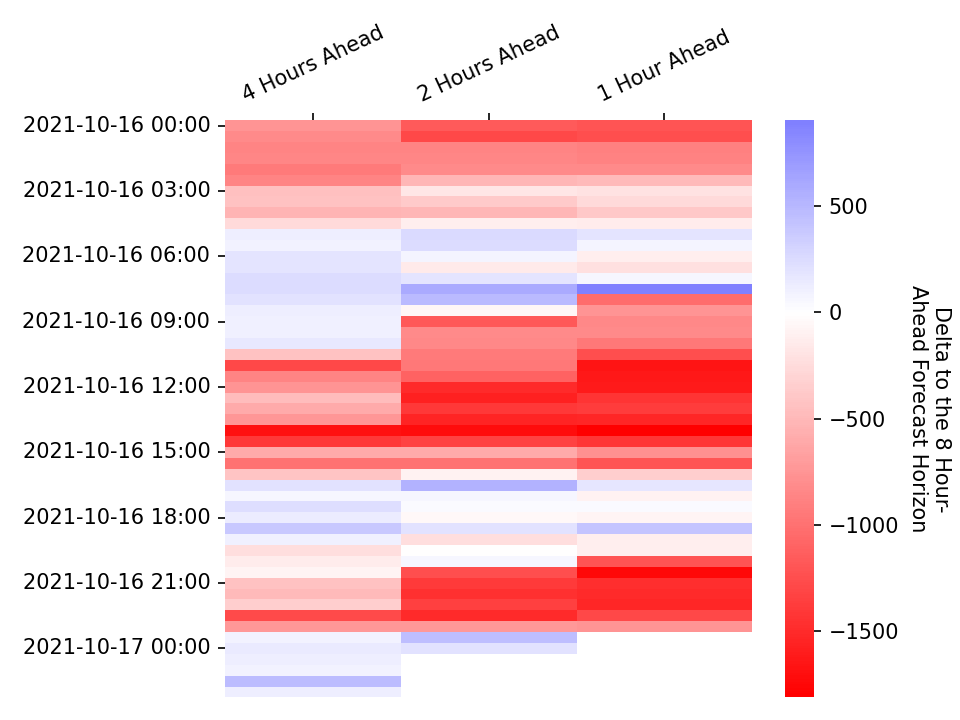 4 Hours Ahead
2 Hours Ahead
1 Hour Ahead
2021-10-16 00:00
2021-10-16 03:00
2021-10-16 06:00
2021-10-16 09:00
2021-10-16 12:00
2021-10-16 15:00
2021-10-16 18:00
2021-10-16 21:00
2021-10-17 00:00
500
0
−500
−1000
−1500
Delta to the 8 Hour-
Ahead Forecast Horizon